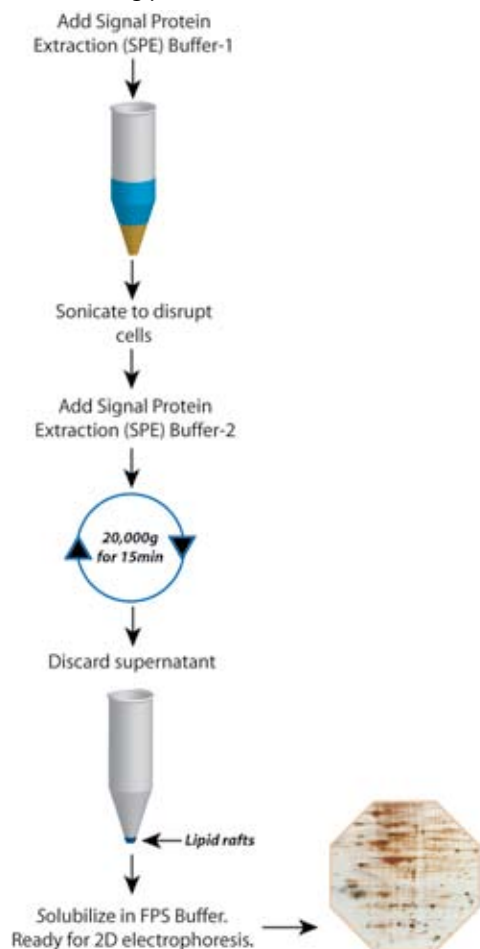 Add Signal Protein
Extraction (SPE) Buffer-1
Sonicate to disrupt
cells
Add Signal Protein
Extraction (SPE) Buffer-2
20,000g
for 15min
Discard supernatant
Lipid rafts
Solubilize in FPS Buffer.
Ready for 2D electrophoresis.